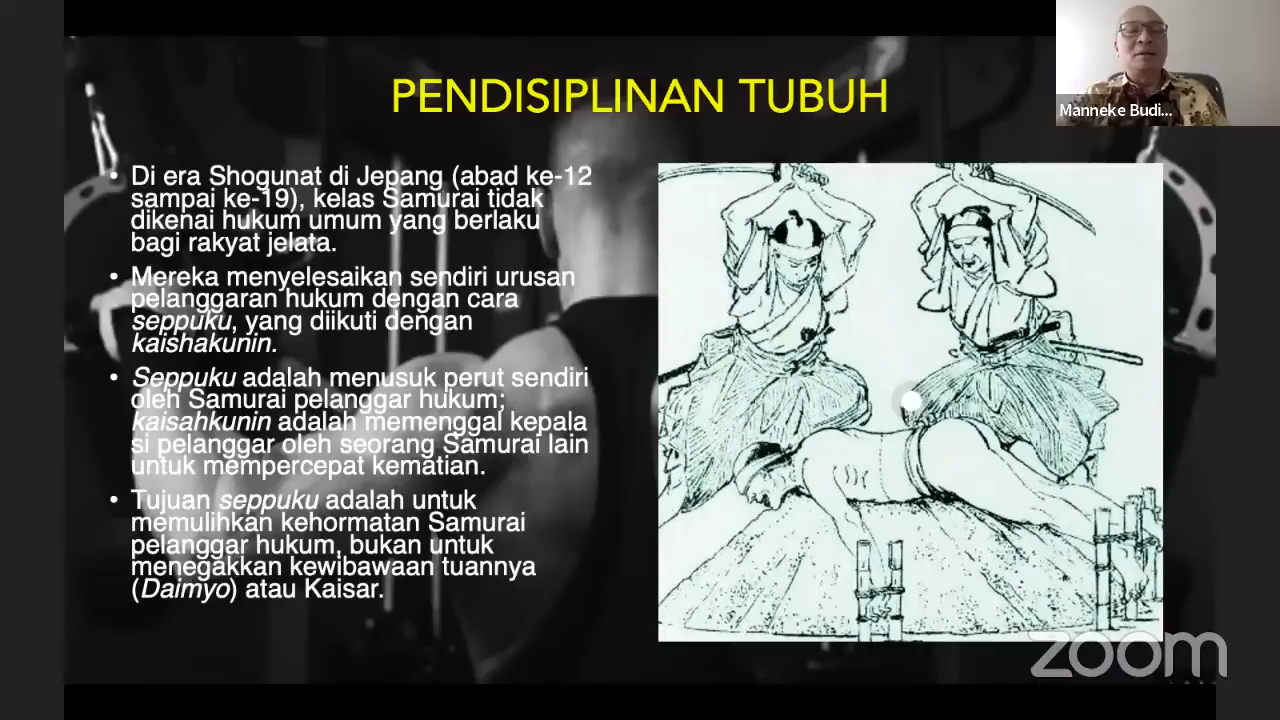 PENDISIPLINAN TUBUH
Manneke Budi...
• Di era Shogunat di Jepang (abad ke-12
sampai ke-19), kelas Samurai tidak
dikenai hukum umum yang berlaku
bagi rakyat jelata.
• Mereka menyelesaikan sendiri urusan
pelanggaran hukum dengan cara
seppuku, yang diikuti dengan
kaishakunin.
• Seppuku adalah menusuk perut sendiri
oleh Samurai pelanggar hukum;
kaisahkunin adalah memenggal kepala
si pelanggar oleh seorang Samurai lain
untuk mempercepat kematian.
• Tujuan seppuku adalah untuk
memulihkan kehormatan Samurai
pelanggar hukum, bukan untuk
menegakkan kewibawaan tuannya
(Daimyo) atau Kaisar.
zoom